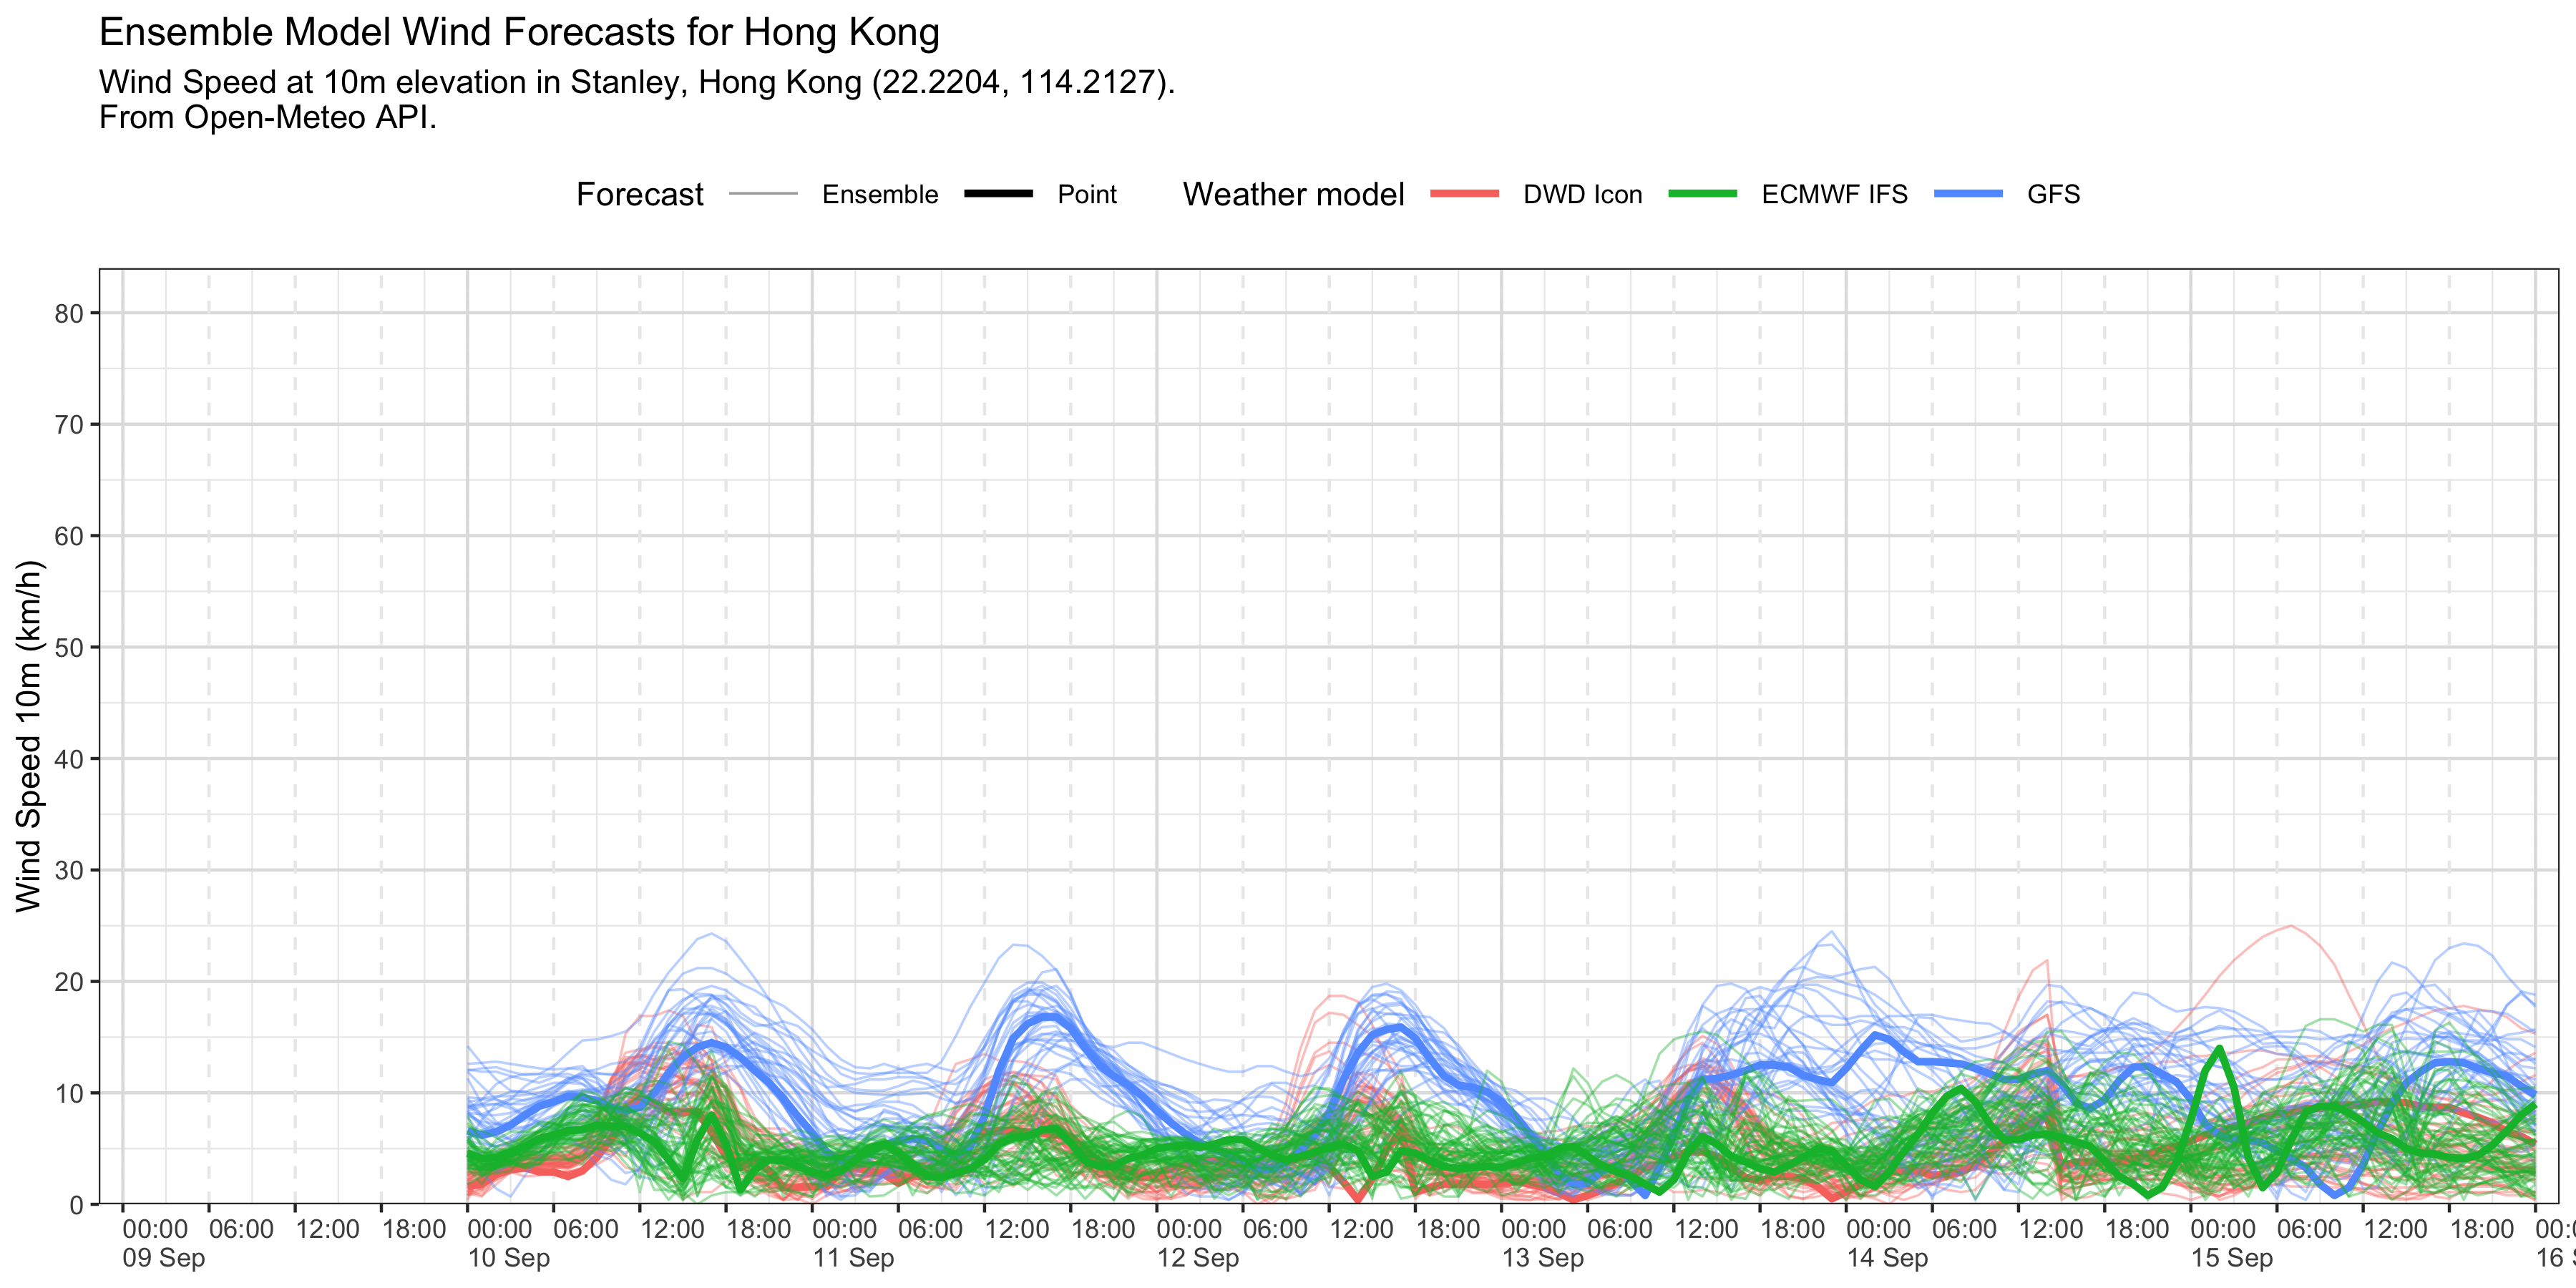 Ensemble Model Wind Forecasts for Hong Kong
Wind Speed at 10m elevation in Stanley, Hong Kong (22.2204, 114.2127).
From Open-Meteo API.
Forecast Ensemble Point Weather model DWD Icon ECMWF IFS GFS
Wind Speed 10m (km/h)
80
70
60
50
40
30
20
10
0
00:00 06:00 12:00 18:00 00:00 06:00 12:00 18:00 00:00 06:00 12:00 18:00 00:00 06:00 12:00 18:00 00:00 06:00 12:00 18:00 00:00 06:00 12:00 18:00 00:00 06:00 12:00 18:00
09 Sep 10 Sep 11 Sep 12 Sep 13 Sep 14 Sep 15 Sep 16